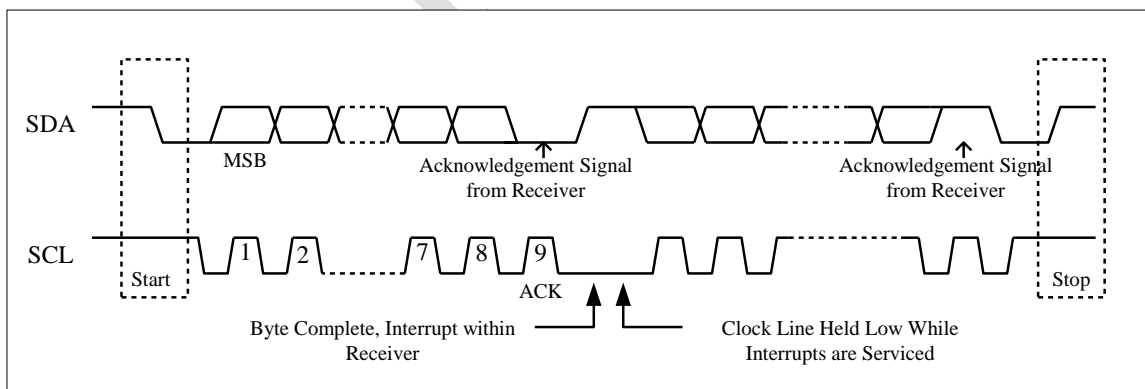 SDA
MSB
Acknowledgement Signal
from Receiver
Acknowledgement Signal
from Receiver
SCL
1
2
7
8
9
Start
ACK
Stop
Byte Complete, Interrupt within
Receiver
Clock Line Held Low While
Interrupts are Serviced